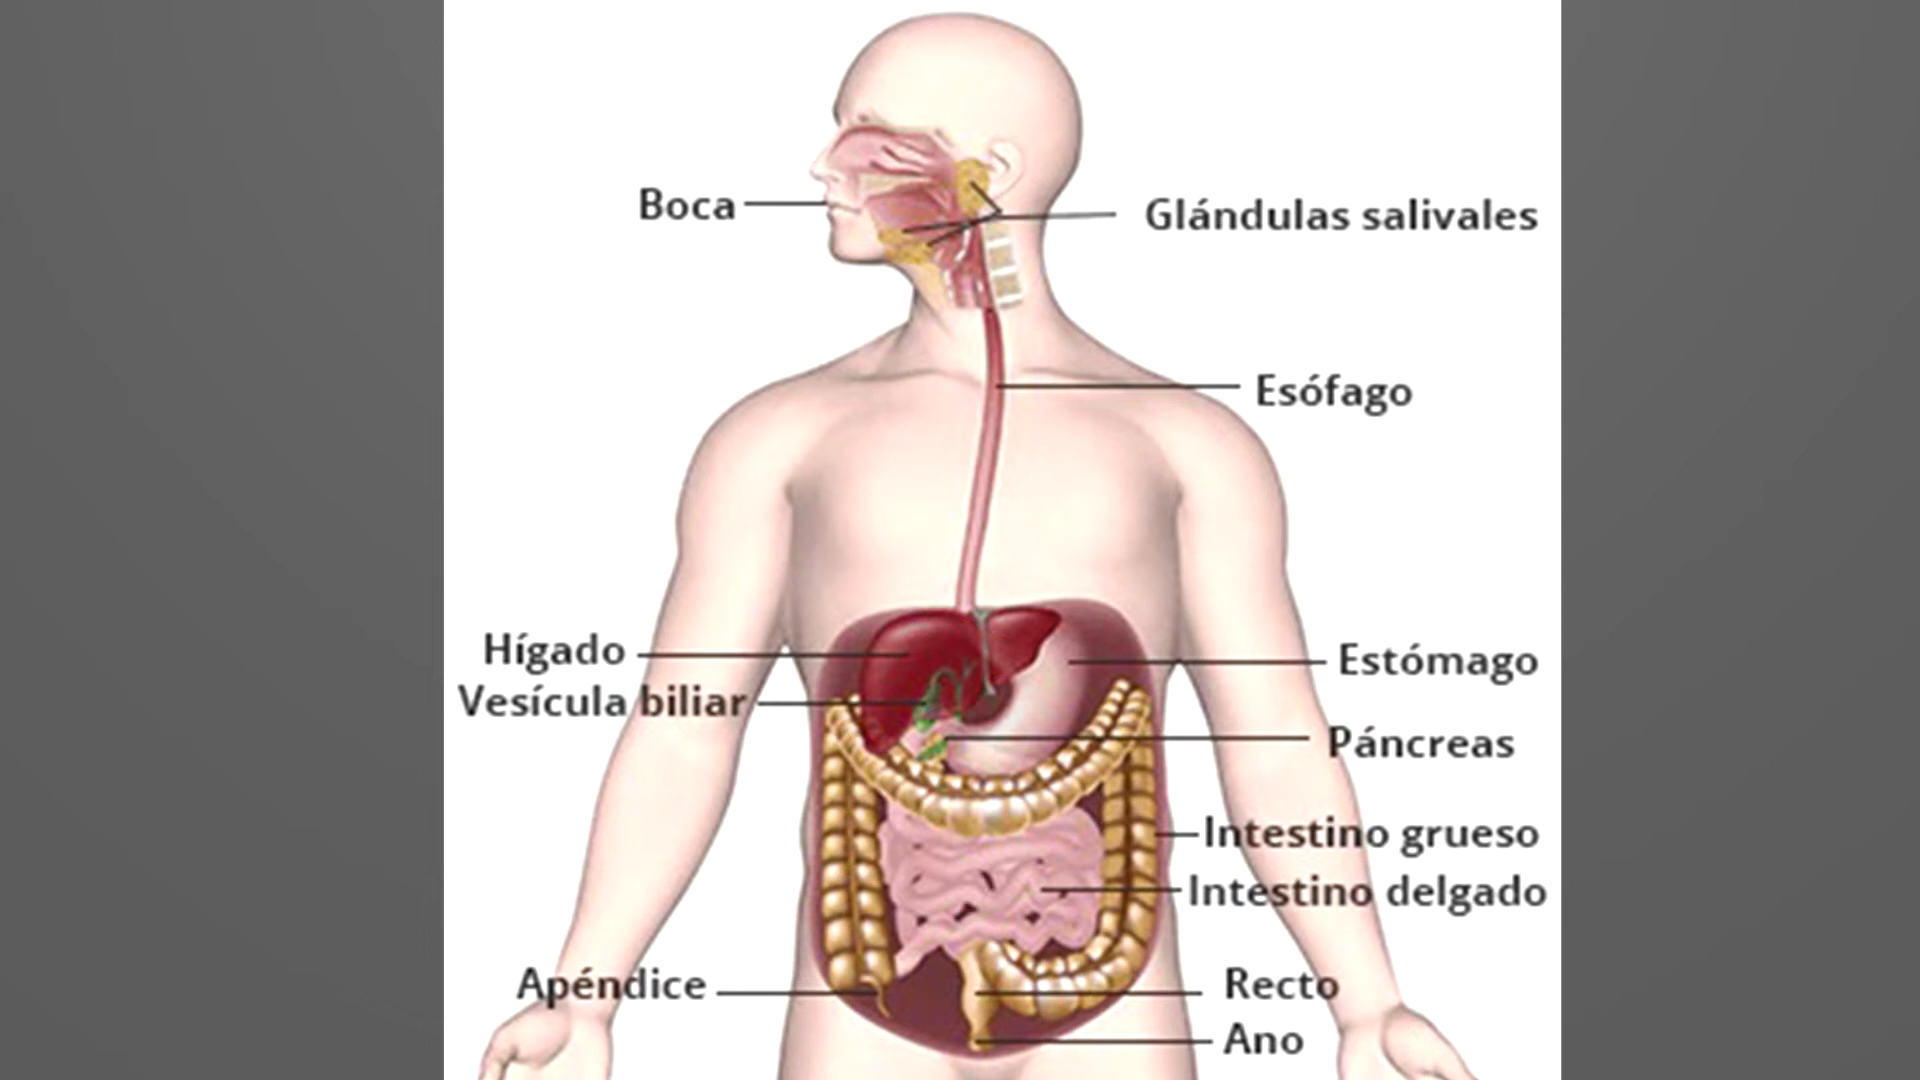 Boca
Glándulas salivales
Esófago
Hígado
Estómago
Vesícula biliar
Páncreas
Intestino grueso
Intestino delgado
Apéndice
Recto
Ano